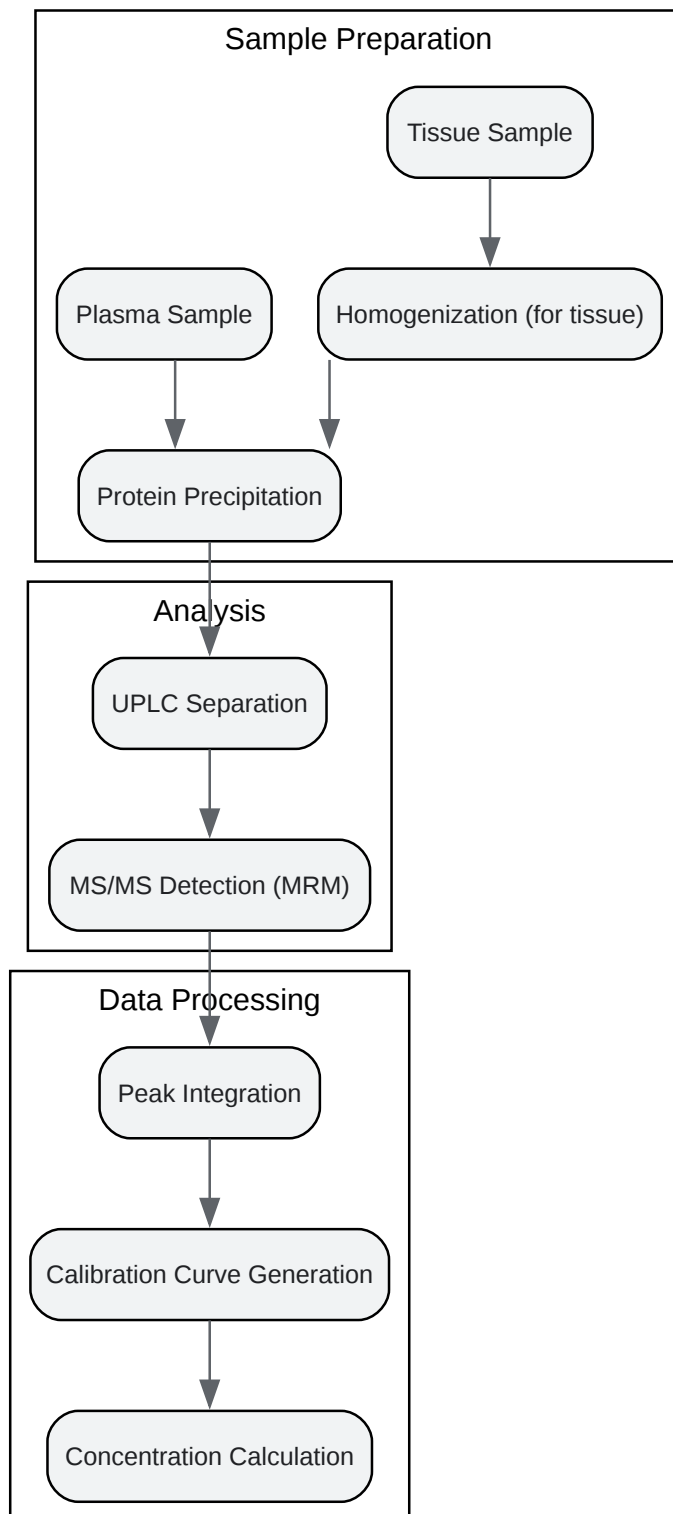 Sample Preparation
Tissue Sample
Plasma Sample
Homogenization (for tissue)
Protein Precipitation
Analysis
UPLC Separation
MS/MS Detection (MRM)
Data Processing
Peak Integration
Calibration Curve Generation
Concentration Calculation